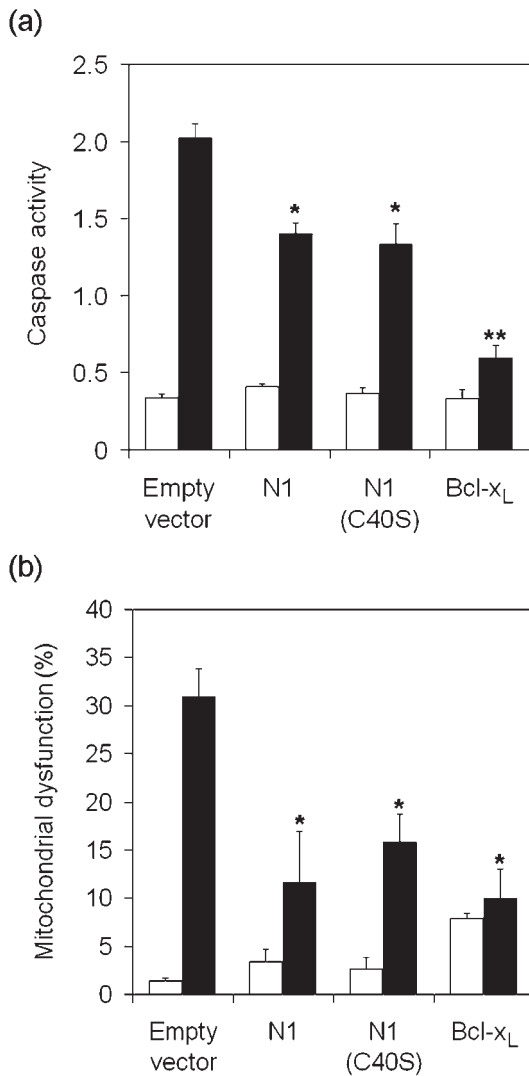 (a)
Caspase activity
2.5
2.0
1.5
1.0
0.5
0
*
*
**
Empty vector
N1
N1 (C40S)
Bcl-xL
(b)
Mitochondrial dysfunction (%)
40
35
30
25
20
15
10
5
0
*
*
*
Empty vector
N1
N1 (C40S)
Bcl-xL